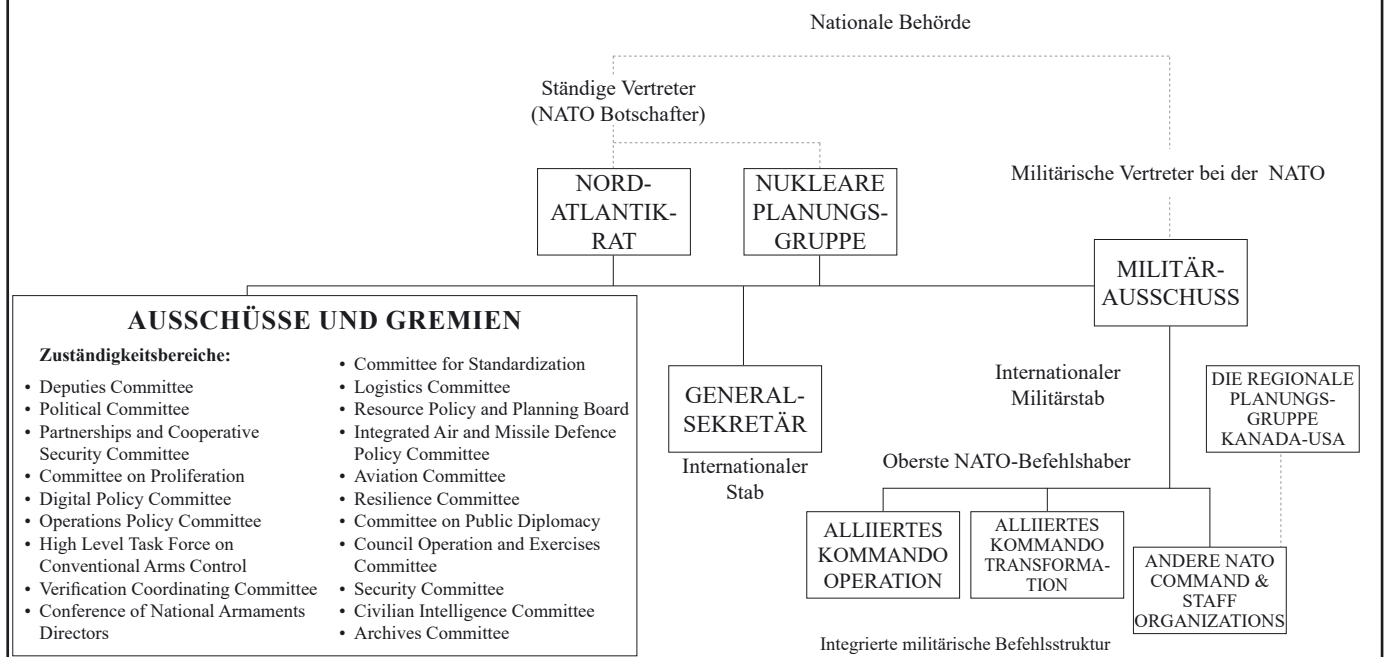 Nationale Behörde
Ständige Vertreter
(NATO Botschafter)
NORD-
ATLANTIK-
RAT
NUKLEARE
PLANUNGS-
GRUPPE
Militärische Vertreter bei der NATO
MILITÄR-
AUSSCHUSS
AUSSCHÜSSE UND GREMIEN
Zuständigkeitsbereiche:
• Deputies Committee
• Political Committee
• Partnerships and Cooperative
Security Committee
• Committee on Proliferation
• Digital Policy Committee
• Operations Policy Committee
• High Level Task Force on
Conventional Arms Control
• Verification Coordinating Committee
• Conference of National Armaments
Directors
• Committee for Standardization
• Logistics Committee
• Resource Policy and Planning Board
• Integrated Air and Missile Defence
Policy Committee
• Aviation Committee
• Resilience Committee
• Committee on Public Diplomacy
• Council Operation and Exercises
Committee
• Security Committee
• Civilian Intelligence Committee
• Archives Committee
GENERAL-
SEKRETÄR
Internationaler
Stab
Internationaler
Militärstab
DIE REGIONALE
PLANUNGS-
GRUPPE
KANADA-USA
Oberste NATO-Befehlshaber
ALLIIERTES
KOMMANDO
OPERATION
ALLIIERTES
KOMMANDO
TRANSFORMA-
TION
ANDERE NATO
COMMAND &
STAFF
ORGANIZATIONS
Integrierte militärische Befehlsstruktur